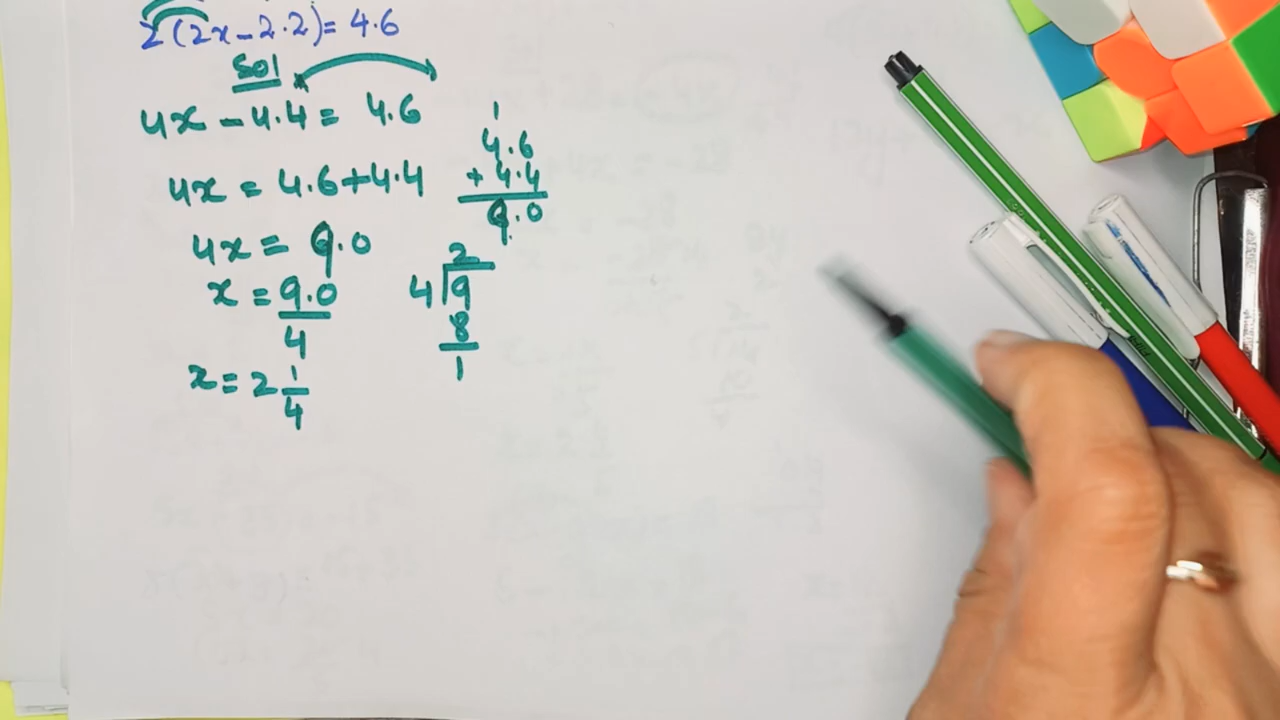 2(2x-2.2)=4.6
Sol
4x-4.4=4.6
4x=4.6+4.4
4x=9.0
x=9.0/4
x=2 1/4
1
4.6
+4.4
9.0
2
4 9
8
1